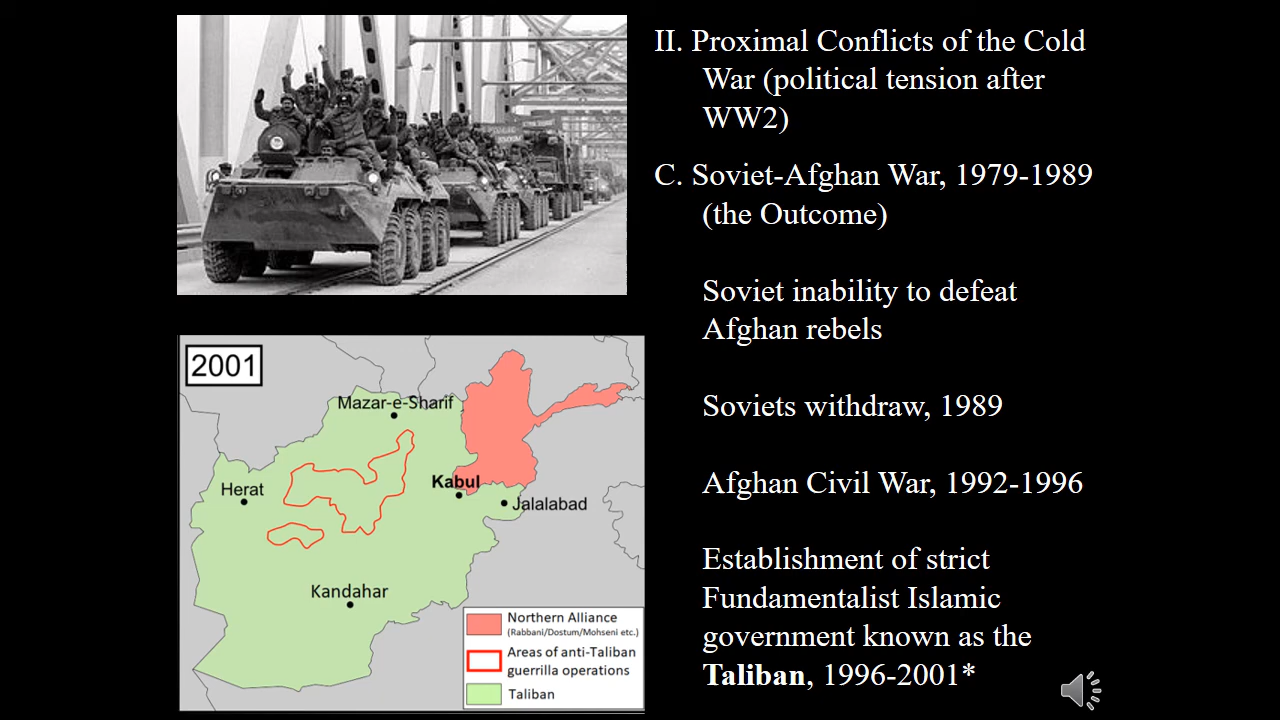 II. Proximal Conflicts of the Cold
War (political tension after
WW2)
C. Soviet-Afghan War, 1979-1989
(the Outcome)
Soviet inability to defeat
Afghan rebels
Soviets withdraw, 1989
Afghan Civil War, 1992-1996
Establishment of strict
Fundamentalist Islamic
government known as the
Taliban, 1996-2001*
2001
Mazar-e-Sharif
Herat
Kabul
Jalalabad
Kandahar
Northern Alliance
(Rabbani/Dostum/Mohseni etc.)
Areas of anti-Taliban
guerrilla operations
Taliban